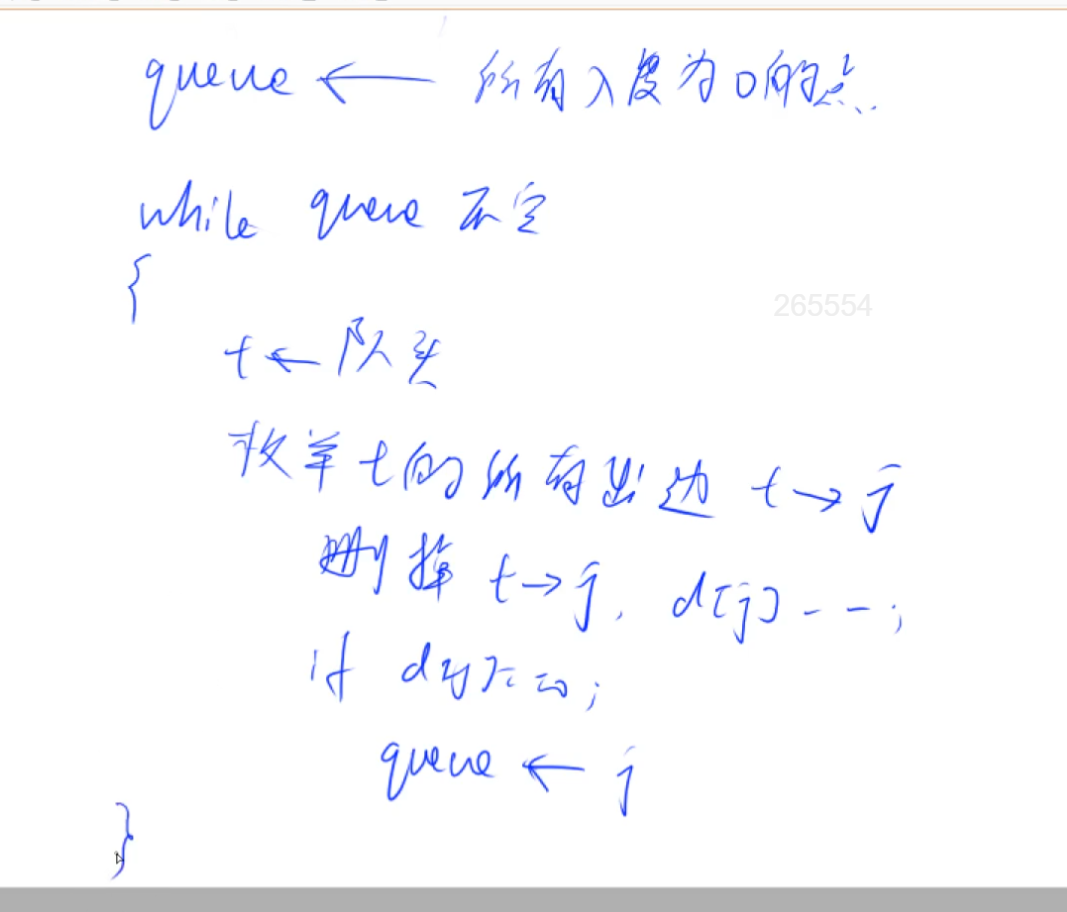 queue ← 所有入度为0的点.
while queue 不空
{
265554
t ← 队头
枚举 t的所有出边 t→j
删掉 t→j, d[j]--;
if d[j]==0;
queue ← j
}